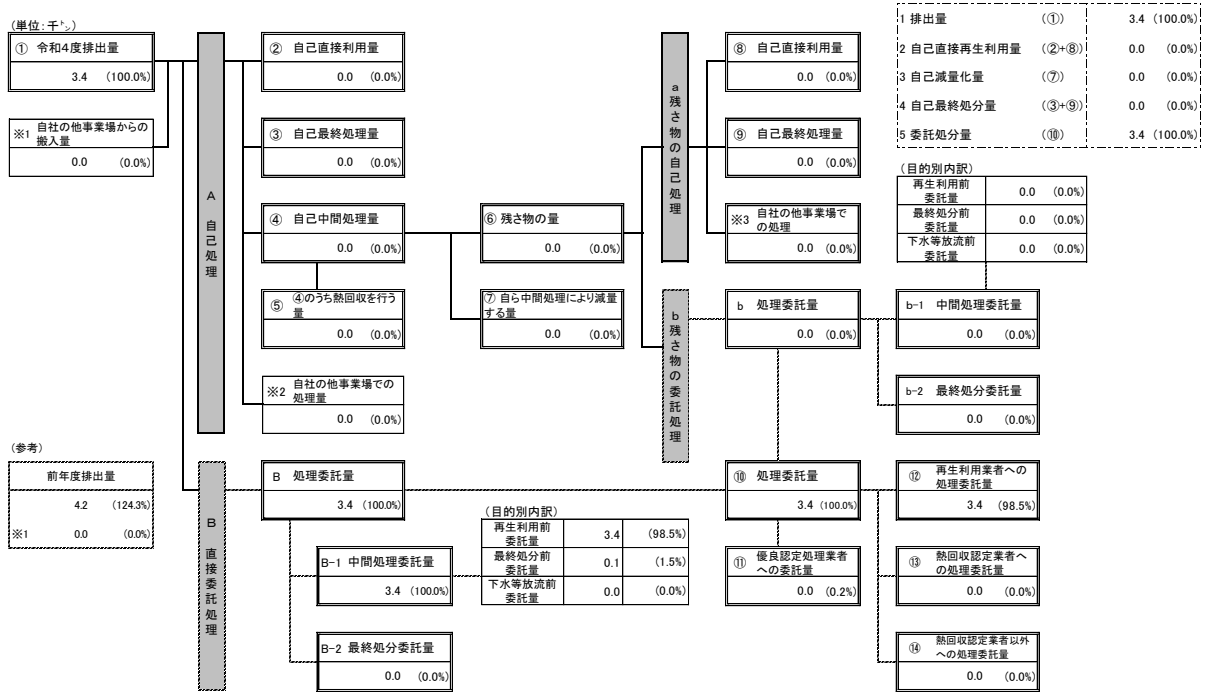 (単位:千㌧)
① 令和4度排出量
3.4 (100.0%)
※1 自社の他事業場からの
搬入量
0.0 (0.0%)
A 自己処理
② 自己直接利用量
0.0 (0.0%)
③ 自己最終処理量
0.0 (0.0%)
④ 自己中間処理量
0.0 (0.0%)
⑤ ④のうち熱回収を行う
量
0.0 (0.0%)
※2 自社の他事業場での
処理量
0.0 (0.0%)
⑥ 残さ物の量
0.0 (0.0%)
⑦ 自ら中間処理により減量
する量
0.0 (0.0%)
a 残さ物の自己処理
⑧ 自己直接利用量
0.0 (0.0%)
⑨ 自己最終処理量
0.0 (0.0%)
※3 自社の他事業場で
の処理
0.0 (0.0%)
1 排出量 (①) 3.4 (100.0%)
2 自己直接再生利用量 (②+⑧) 0.0 (0.0%)
3 自己減量化量 (⑦) 0.0 (0.0%)
4 自己最終処分量 (③+⑨) 0.0 (0.0%)
5 委託処分量 (⑩) 3.4 (100.0%)
(目的別内訳)
再生利用前
委託量 0.0 (0.0%)
最終処分前
委託量 0.0 (0.0%)
下水等放流前
委託量 0.0 (0.0%)
b 残さ物の委託処理
b 処理委託量
0.0 (0.0%)
b-1 中間処理委託量
0.0 (0.0%)
b-2 最終処分委託量
0.0 (0.0%)
(参考)
前年度排出量
4.2 (124.3%)
※1 0.0 (0.0%)
B 直接委託処理
B 処理委託量
3.4 (100.0%)
B-1 中間処理委託量
3.4 (100.0%)
B-2 最終処分委託量
0.0 (0.0%)
(目的別内訳)
再生利用前
委託量 3.4 (98.5%)
最終処分前
委託量 0.1 (1.5%)
下水等放流前
委託量 0.0 (0.0%)
⑩ 処理委託量
3.4 (100.0%)
⑪ 優良認定処理業者
への委託量
0.0 (0.2%)
⑫ 再生利用業者への
処理委託量
3.4 (98.5%)
⑬ 熱回収認定業者へ
の処理委託量
0.0 (0.0%)
⑭ 熱回収認定業者以外
への処理委託量
0.0 (0.0%)